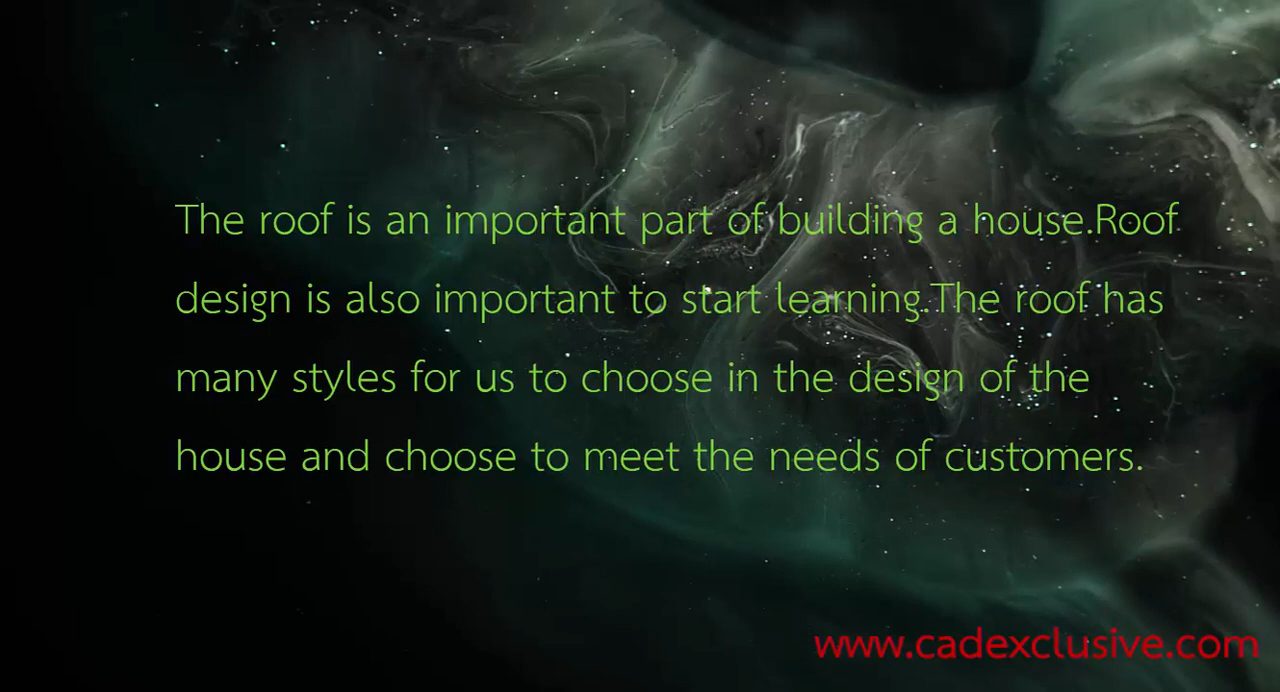 The roof is an important part of building a house.Roof
design is also important to start learning.The roof has
many styles for us to choose in the design of the
house and choose to meet the needs of customers.
www.cadexclusive.com